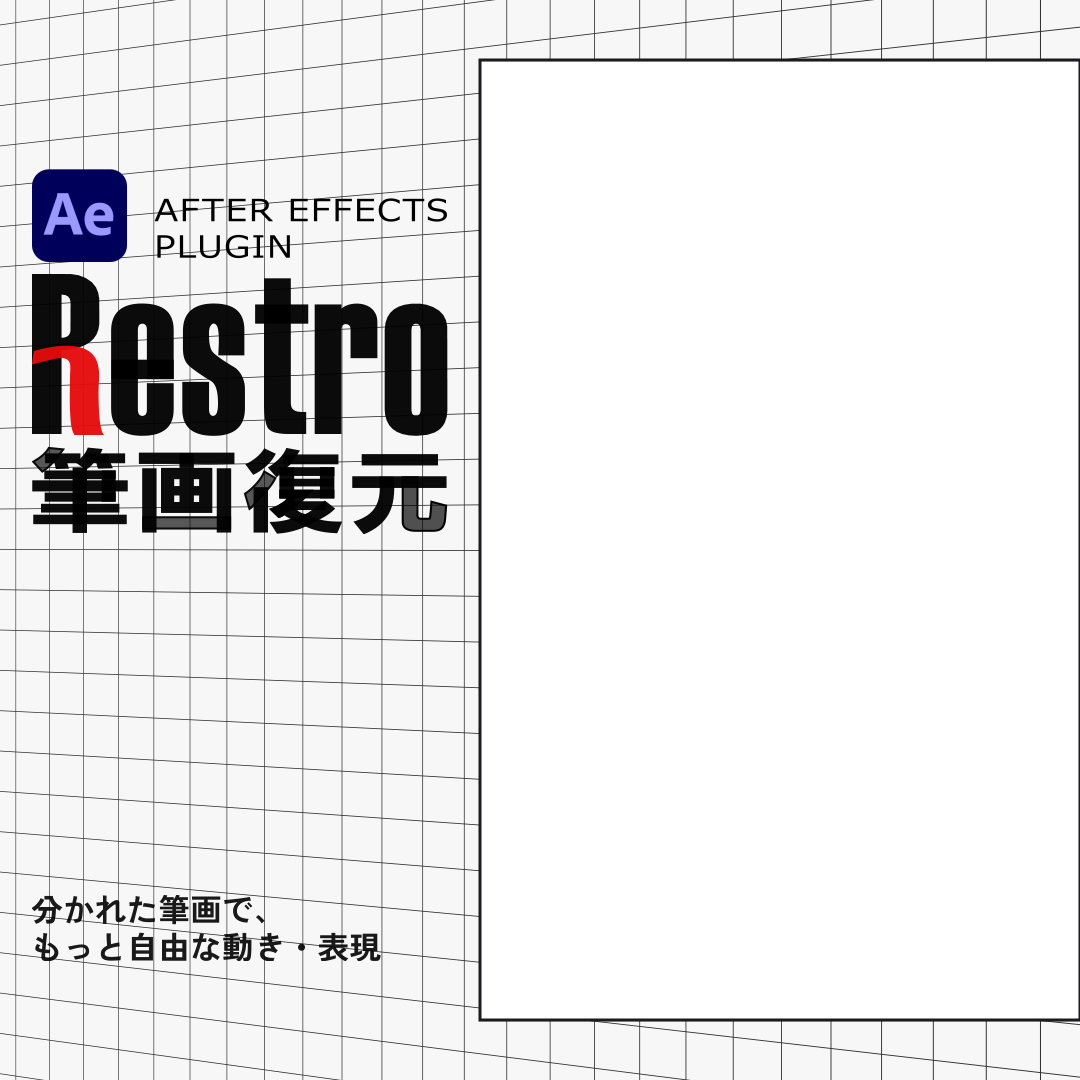 Ae
AFTER EFFECTS
PLUGIN
Restro
筆画復元
分かれた筆画で、
もっと自由な動き・表現